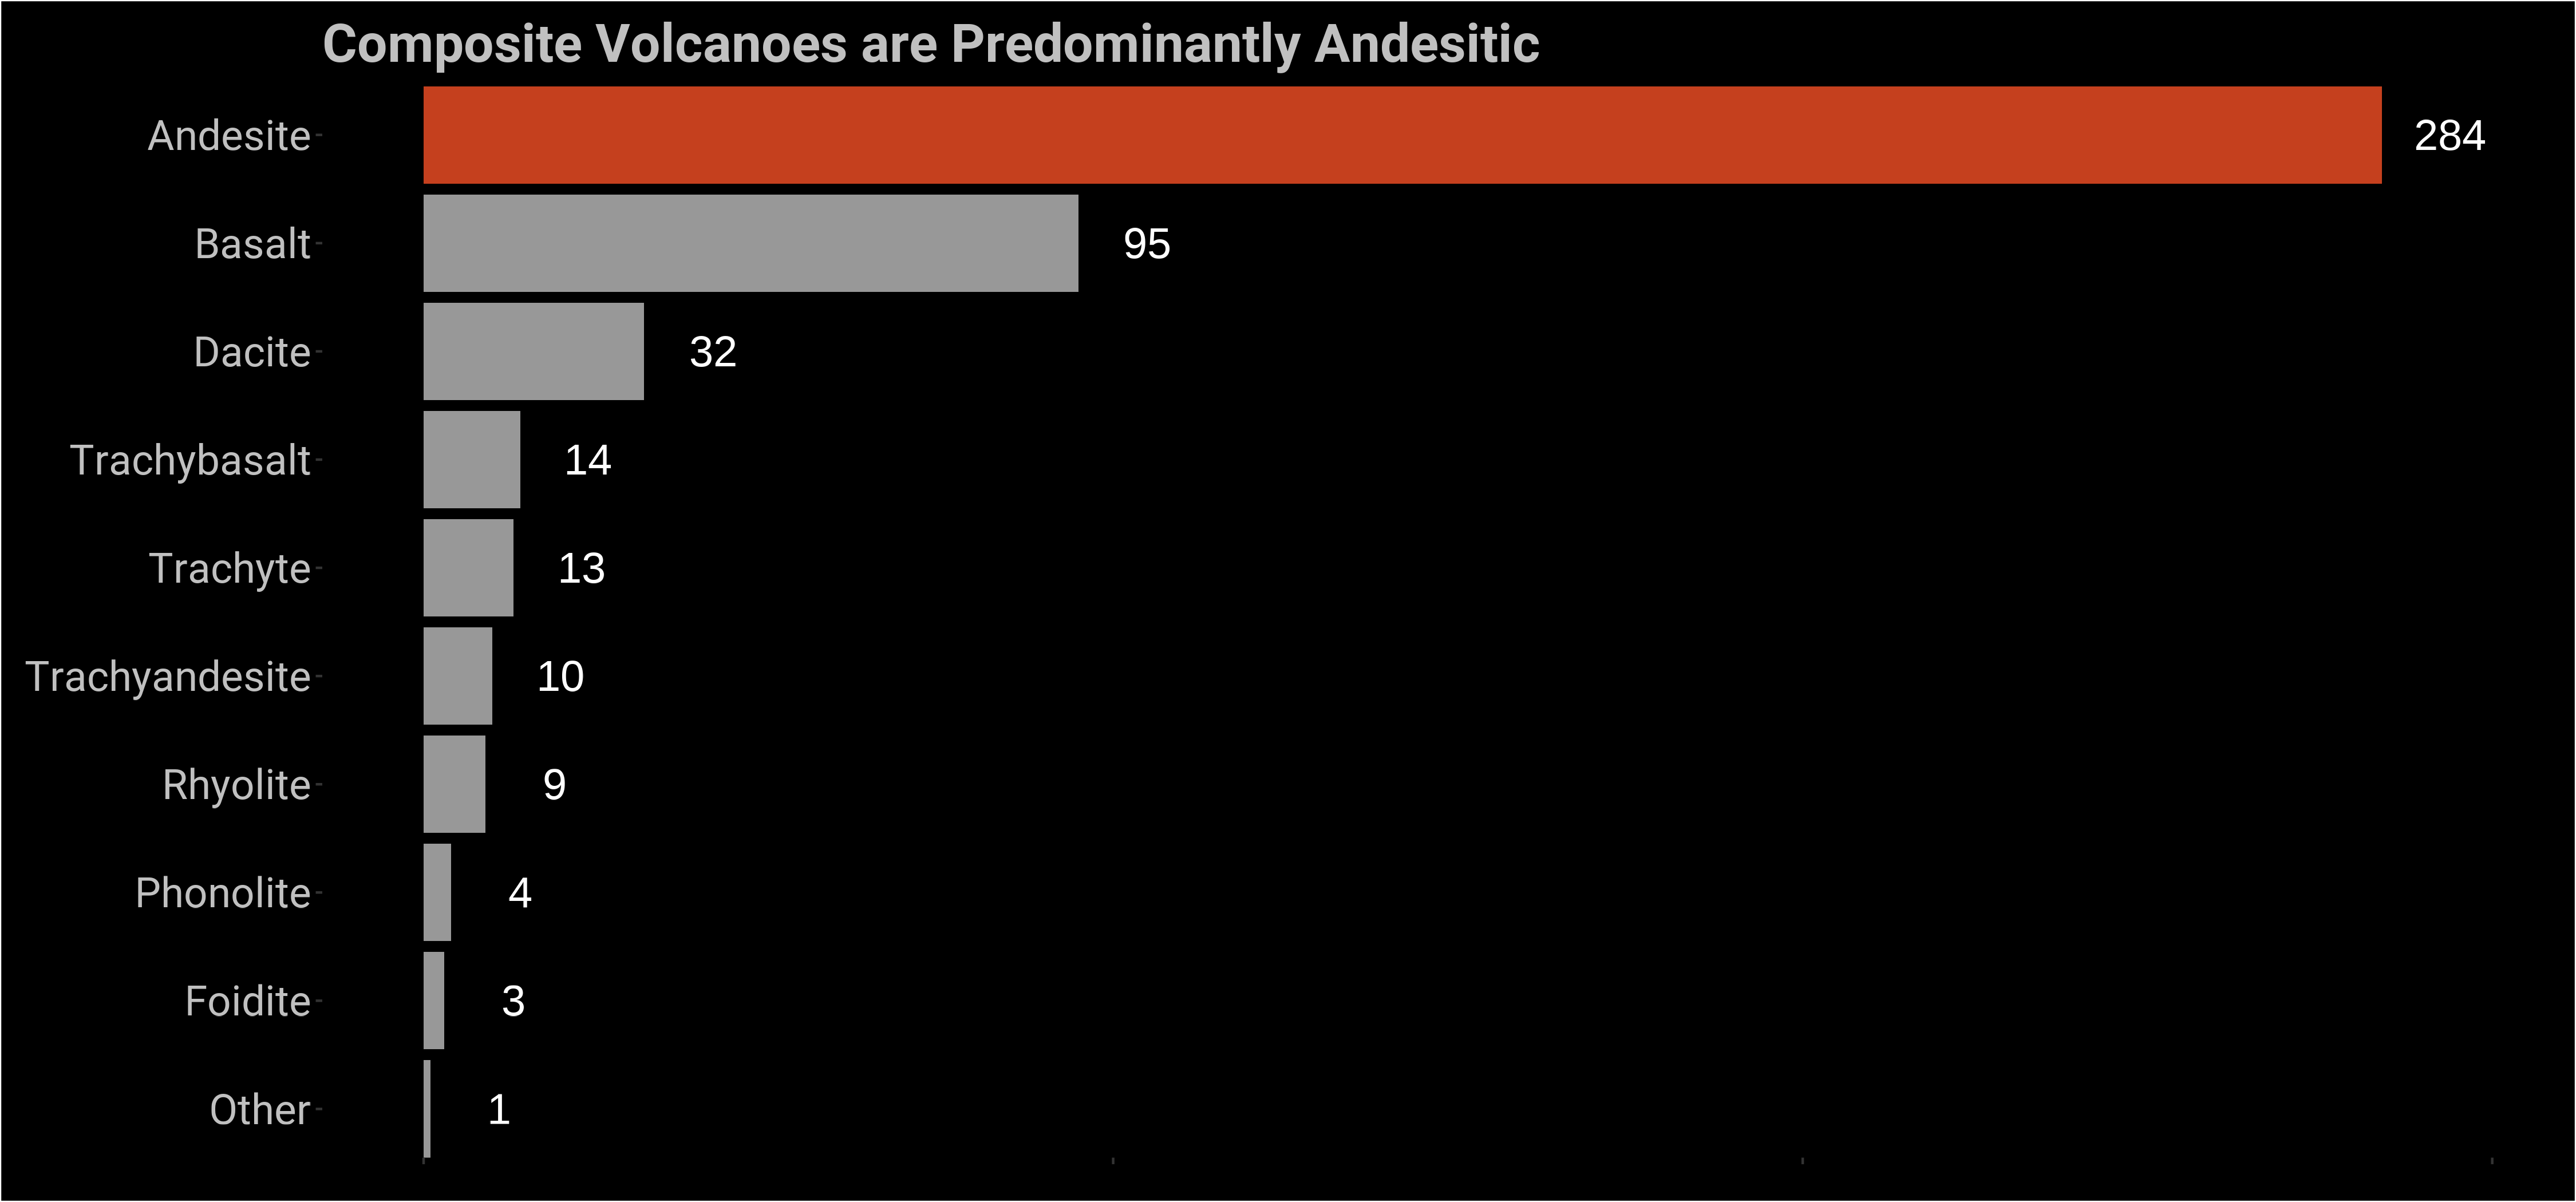 Composite Volcanoes are Predominantly Andesitic
Andesite 284
Basalt 95
Dacite 32
Trachybasalt 14
Trachyte 13
Trachyandesite 10
Rhyolite 9
Phonolite 4
Foidite 3
Other 1